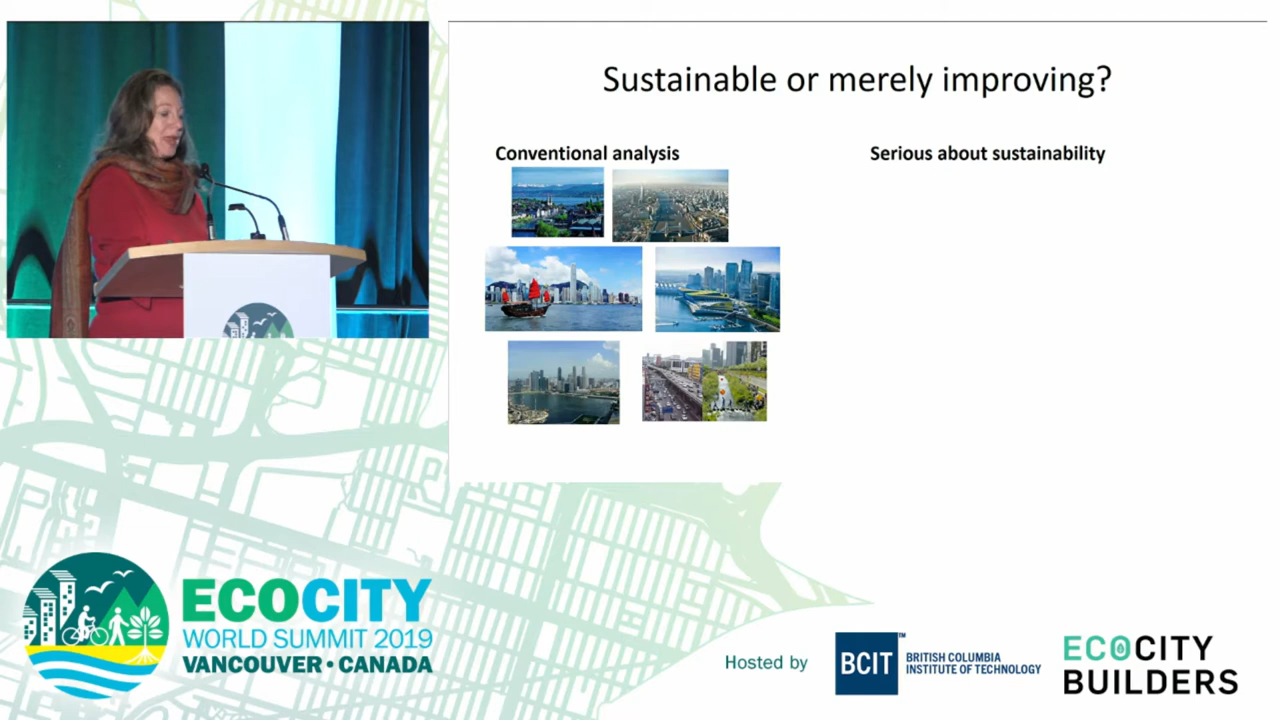 Sustainable or merely improving?
Conventional analysis
Serious about sustainability
ECOCITY
WORLD SUMMIT 2019
VANCOUVER • CANADA
Hosted by
BCIT™
BRITISH COLUMBIA
INSTITUTE OF TECHNOLOGY
ECOCITY
BUILDERS